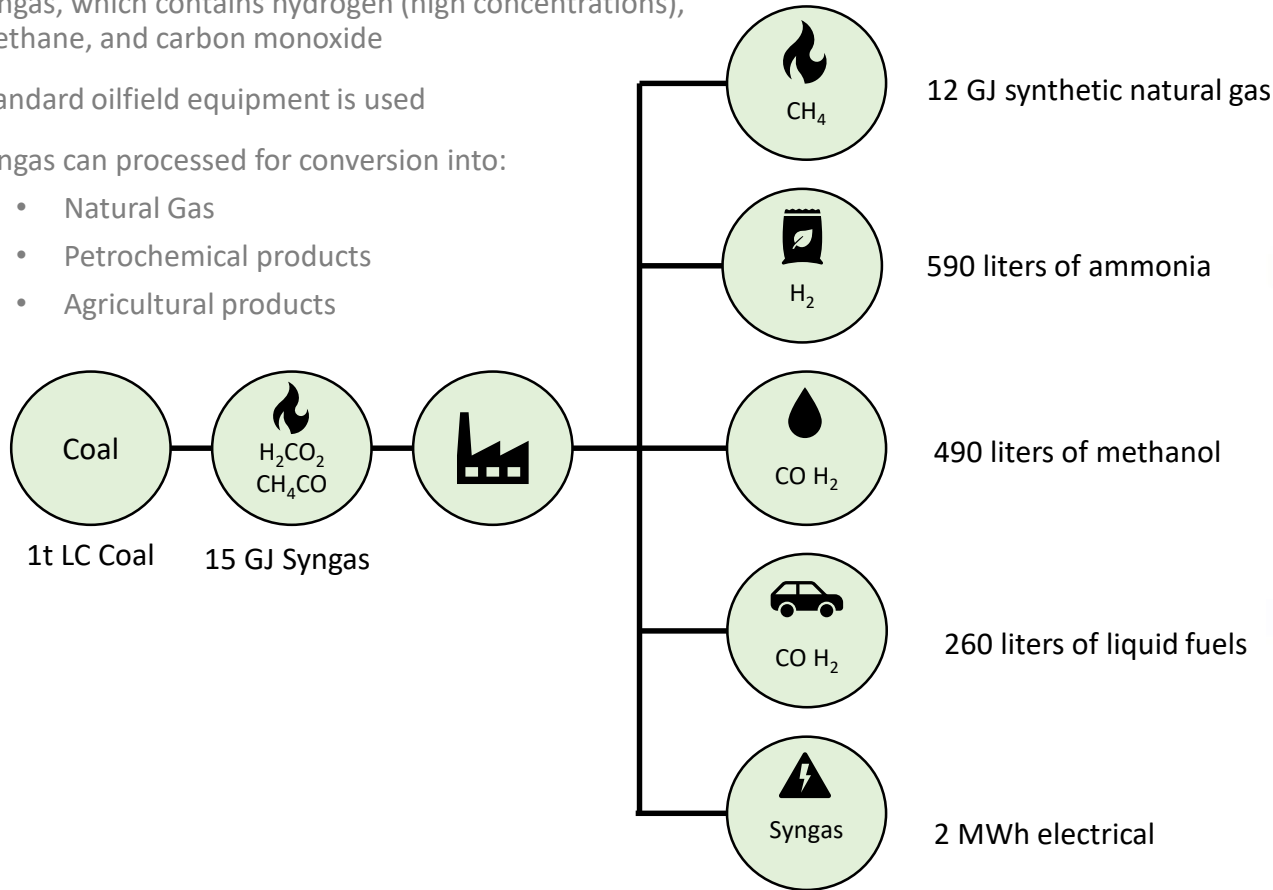 ngas, which contains hydrogen (high concentrations),
ethane, and carbon monoxide
andard oilfield equipment is used
ngas can processed for conversion into:
• Natural Gas
• Petrochemical products
• Agricultural products
CH₄
12 GJ synthetic natural gas
H₂
590 liters of ammonia
Coal
H₂CO₂
CH₄CO
1t LC Coal
15 GJ Syngas
CO H₂
490 liters of methanol
CO H₂
260 liters of liquid fuels
Syngas
2 MWh electrical